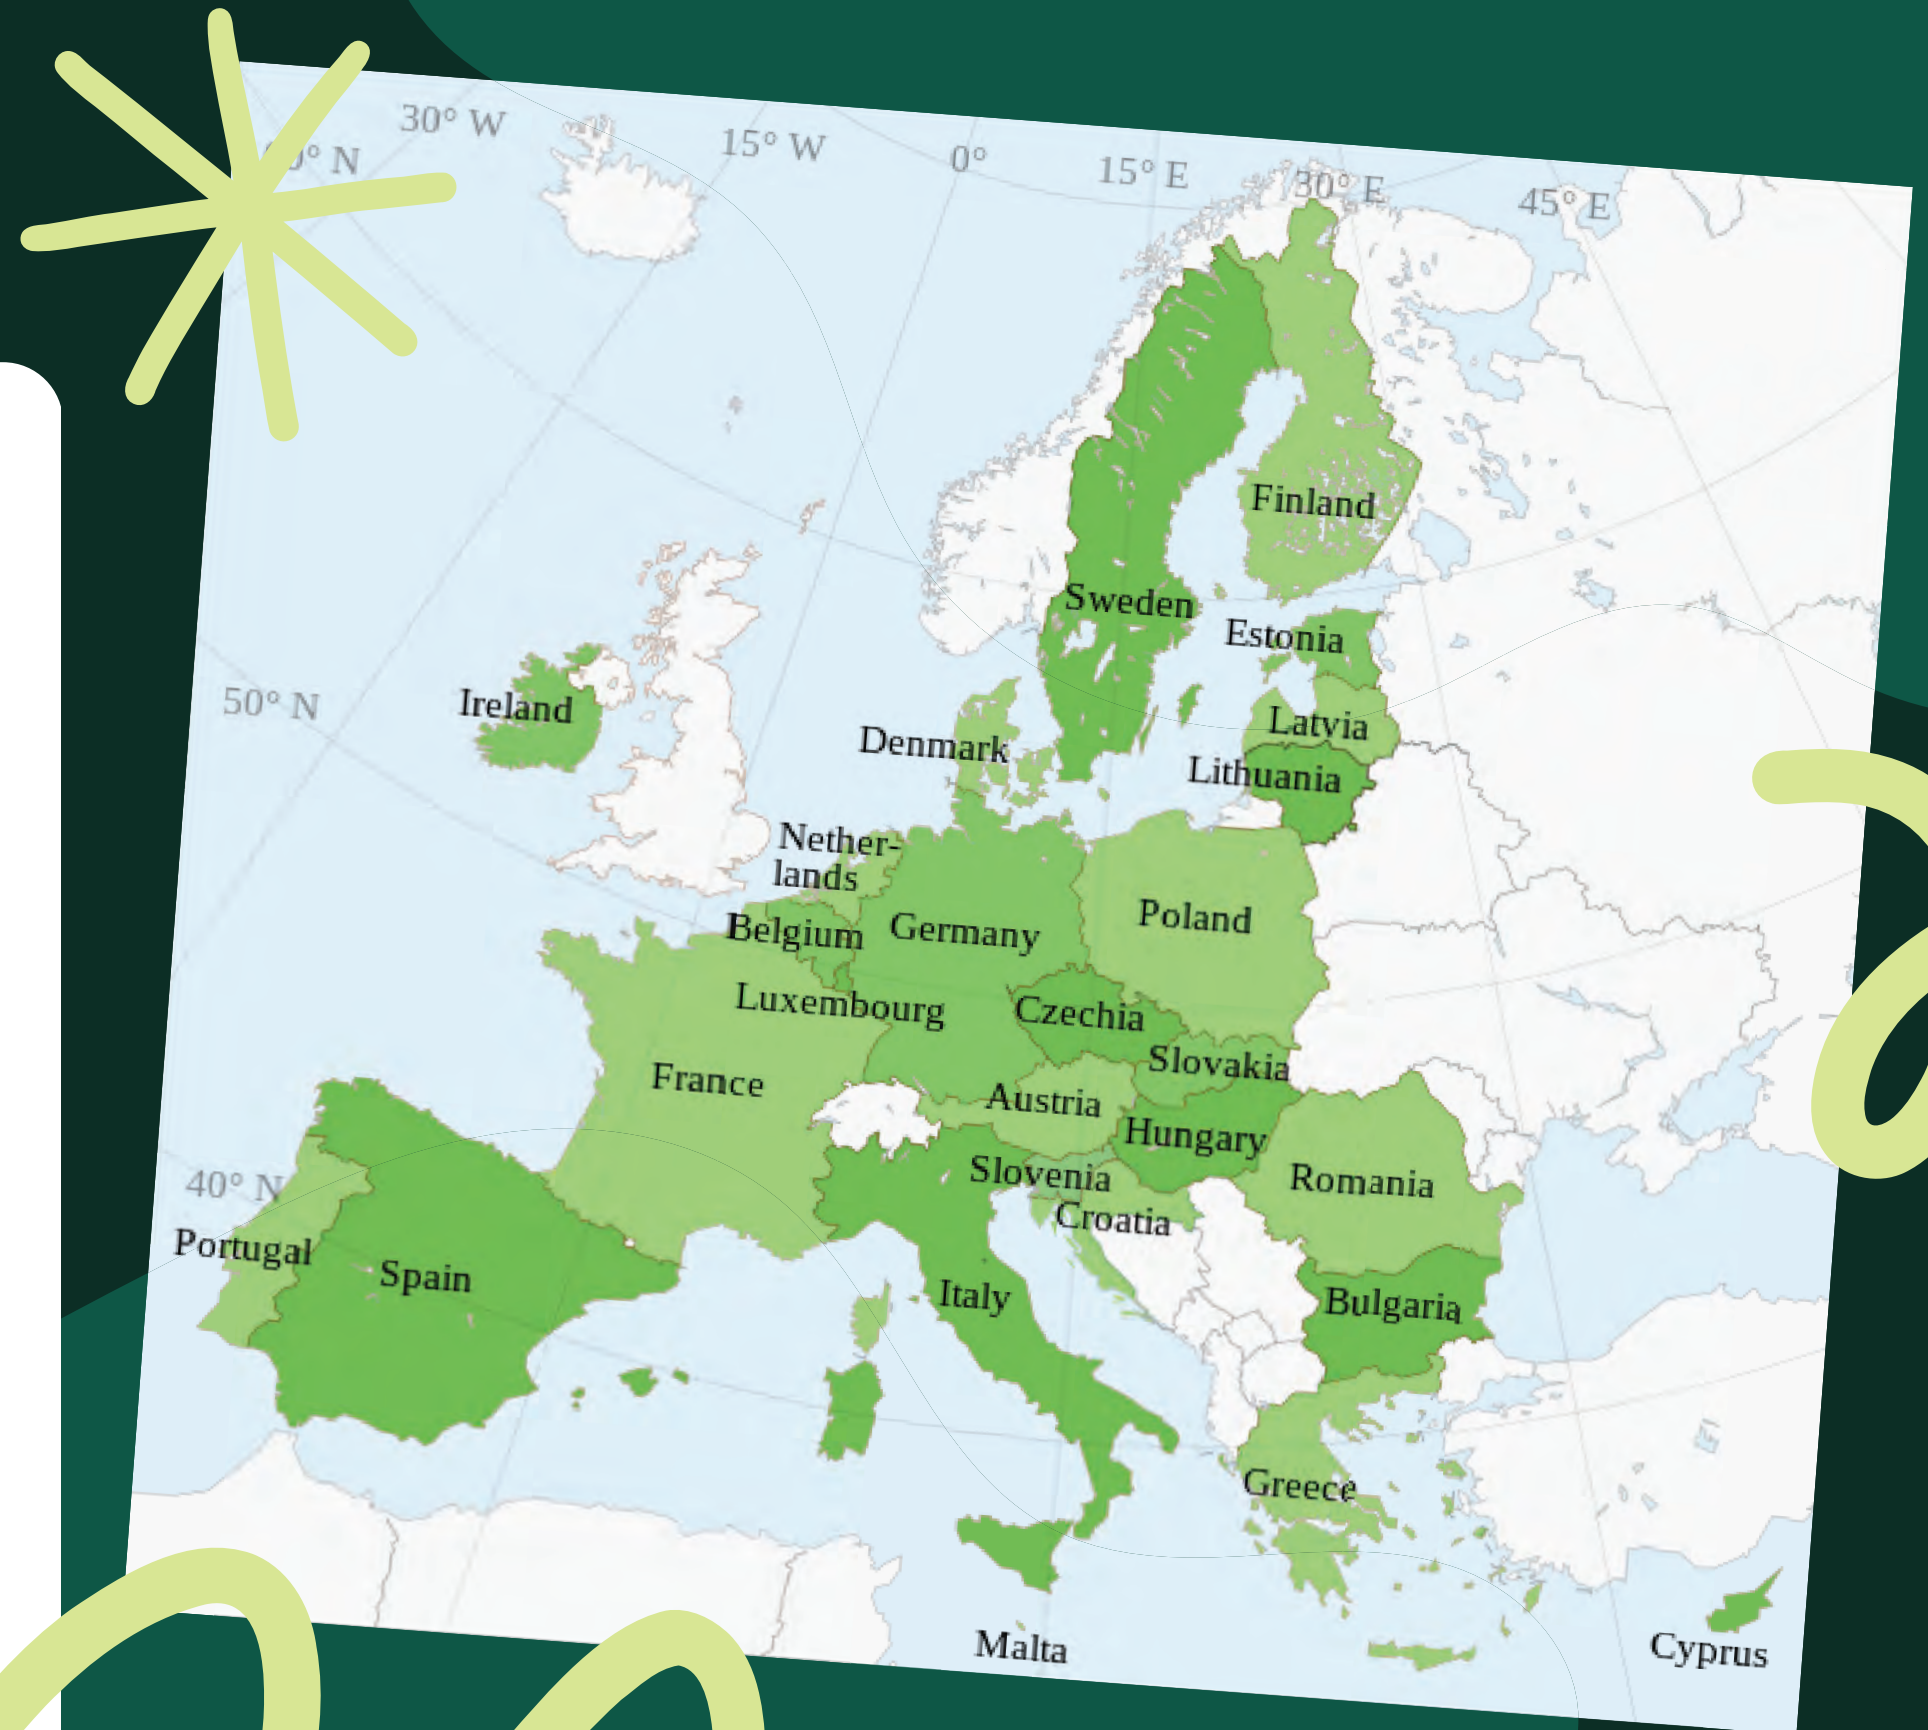 30° W
15° W
0°
15° E
30° E
45° E
0° N
Finland
Sweden
Estonia
Ireland
50° N
Latvia
Denmark
Lithuania
Nether-
lands
Poland
Belgium
Germany
Luxembourg
Czechia
Slovakia
France
Austria
Hungary
Slovenia
Romania
40° N
Croatia
Portugal
Spain
Italy
Bulgaria
Greece
Malta
Cyprus